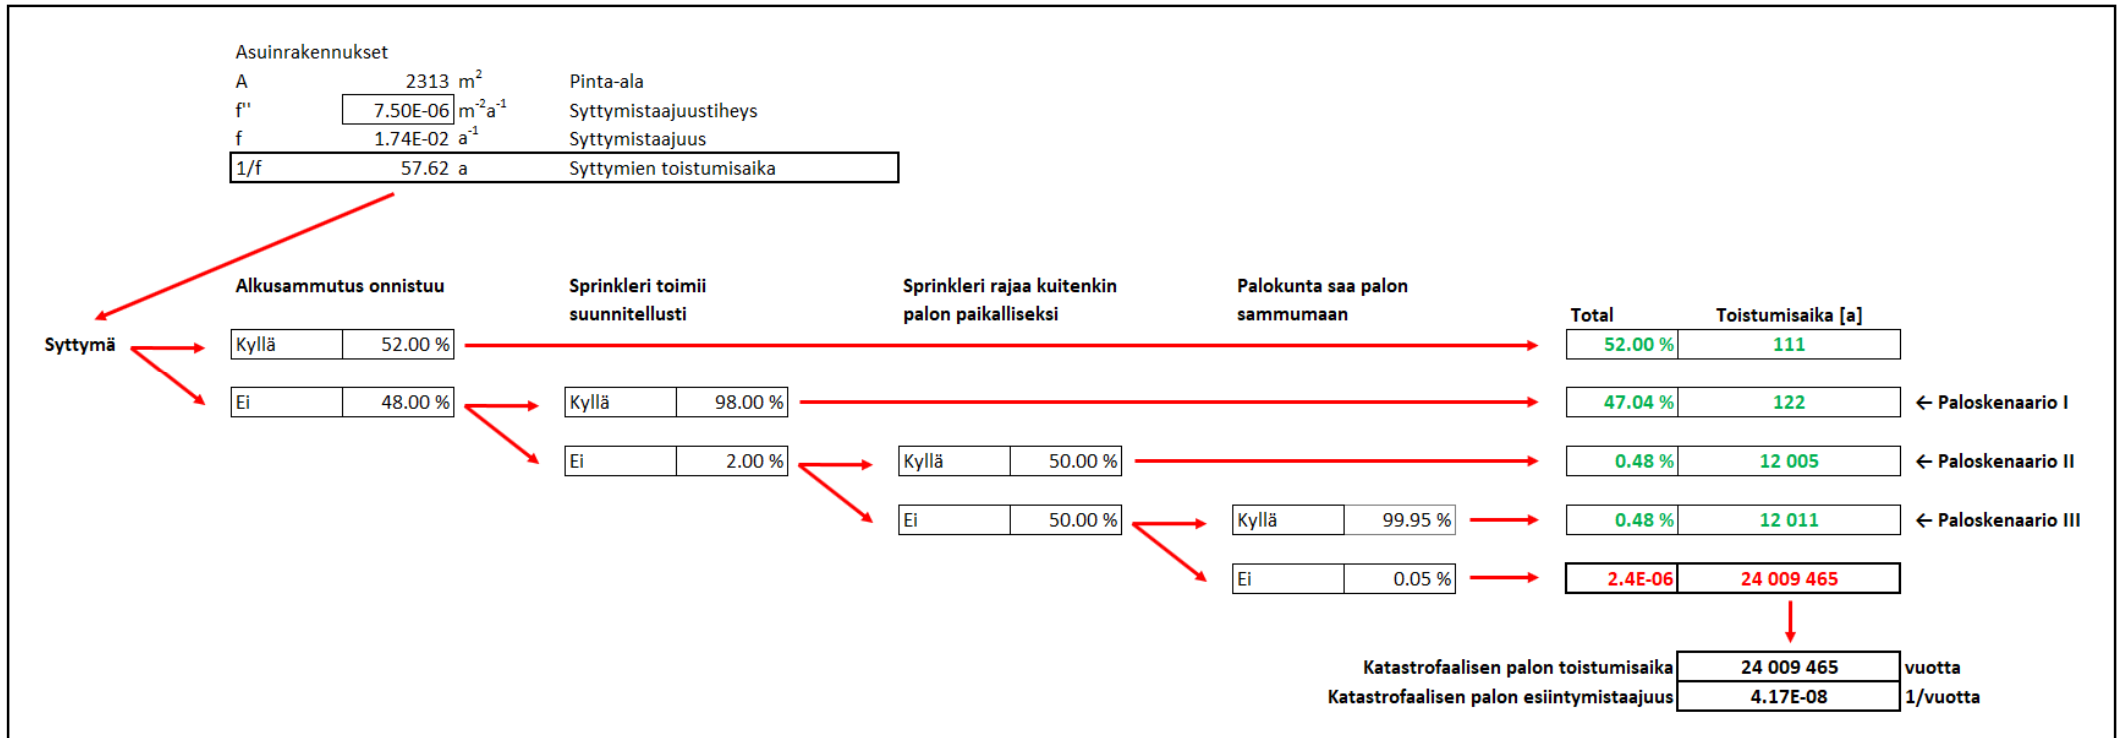 Asuinrakennukset
A 2313 m² Pinta-ala
f'' 7.50E-06 m⁻²a⁻¹ Syttymistaajuustiheys
f 1.74E-02 a⁻¹ Syttymistaajuus
1/f 57.62 a Syttymien toistumisaika
Alkusammutus onnistuu Sprinkleri toimii Sprinkleri rajaa kuitenkin Palokunta saa palon
suunnitellusti palon paikalliseksi sammumaan Total Toistumisaika [a]
Syttymä Kyllä 52.00 % 52.00 % 111
Ei 48.00 % Kyllä 98.00 % 47.04 % 122 ← Paloskenaario I
Ei 2.00 % Kyllä 50.00 % 0.48 % 12 005 ← Paloskenaario II
Ei 50.00 % Kyllä 99.95 % 0.48 % 12 011 ← Paloskenaario III
Ei 0.05 % 2.4E-06 24 009 465
Katastrofaalisen palon toistumisaika 24 009 465 vuotta
Katastrofaalisen palon esiintymistaajuus 4.17E-08 1/vuotta